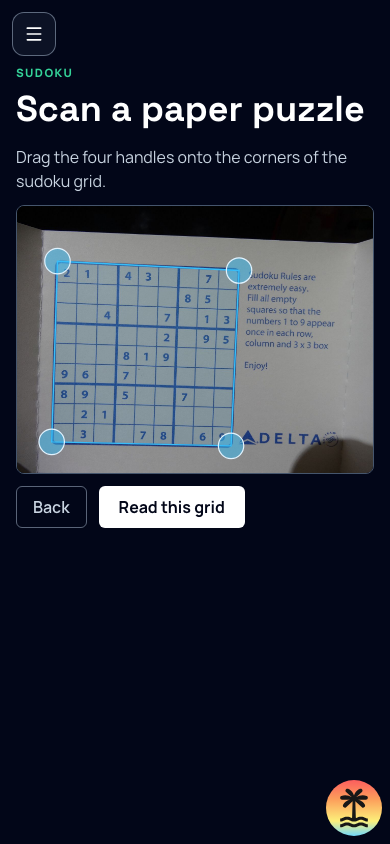 SUDOKU
Scan a paper puzzle
Drag the four handles onto the corners of the
sudoku grid.
2 1 4 3 7
8 5
4 7 1 3
2 9 5
8 1 9
9 6 7
8 9 5 7
2 1
3 7 8 6
Sudoku Rules are
extremely easy.
Fill all empty
squares so that the
numbers 1 to 9 appear
once in each row,
column and 3 x 3 box
Enjoy!
DELTA
Back
Read this grid